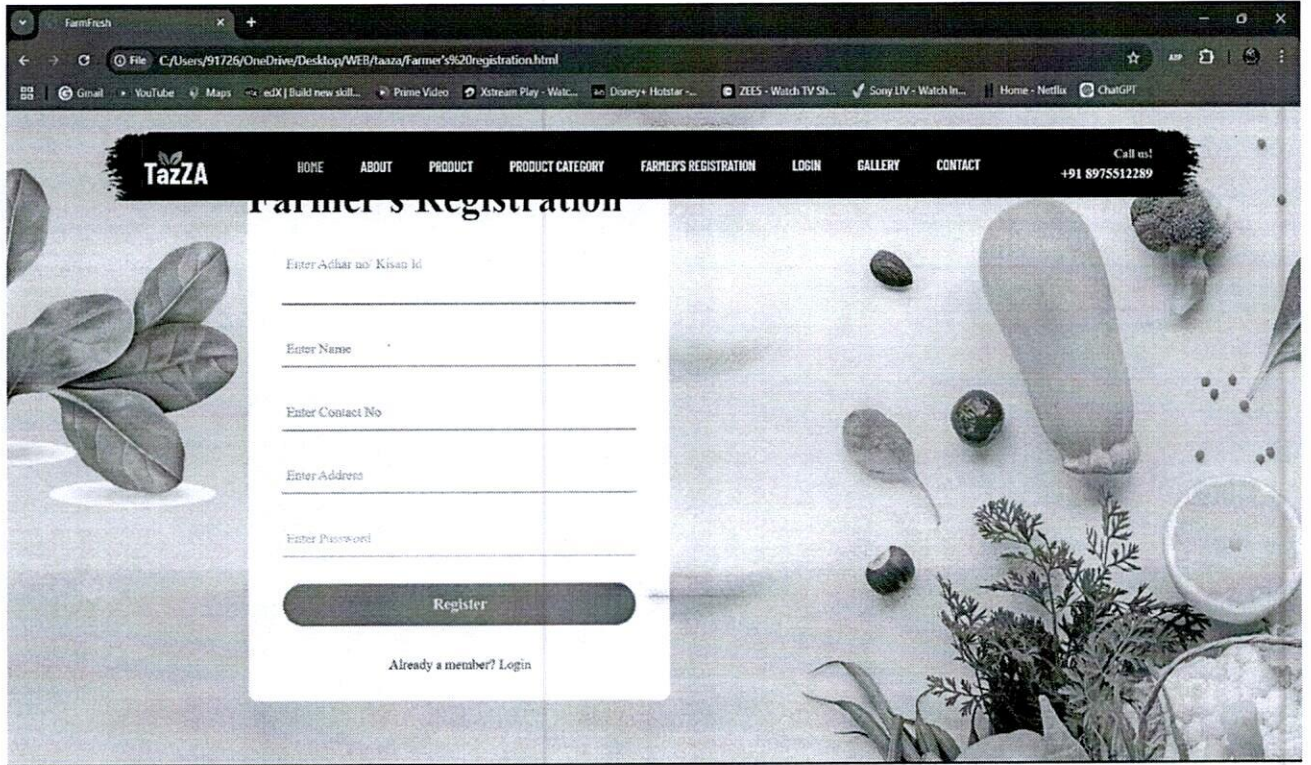 FarmFresh
File C:/Users/91726/OneDrive/Desktop/WEB/taaza/Farmer's%20registration.html
Gmail YouTube Maps edX | Build new skill... Prime Video Xstream Play - Watc... Disney+ Hotstar -... ZEE5 - Watch TV Sh... Sony LIV - Watch In... Home - Netflix ChatGPT
TazZA HOME ABOUT PRODUCT PRODUCT CATEGORY FARMER'S REGISTRATION LOGIN GALLERY CONTACT
Call us!
+91 8975512289
Farmer's Registration
Enter Adhar no/ Kisan Id
Enter Name
Enter Contact No
Enter Address
Enter Password
Register
Already a member? Login